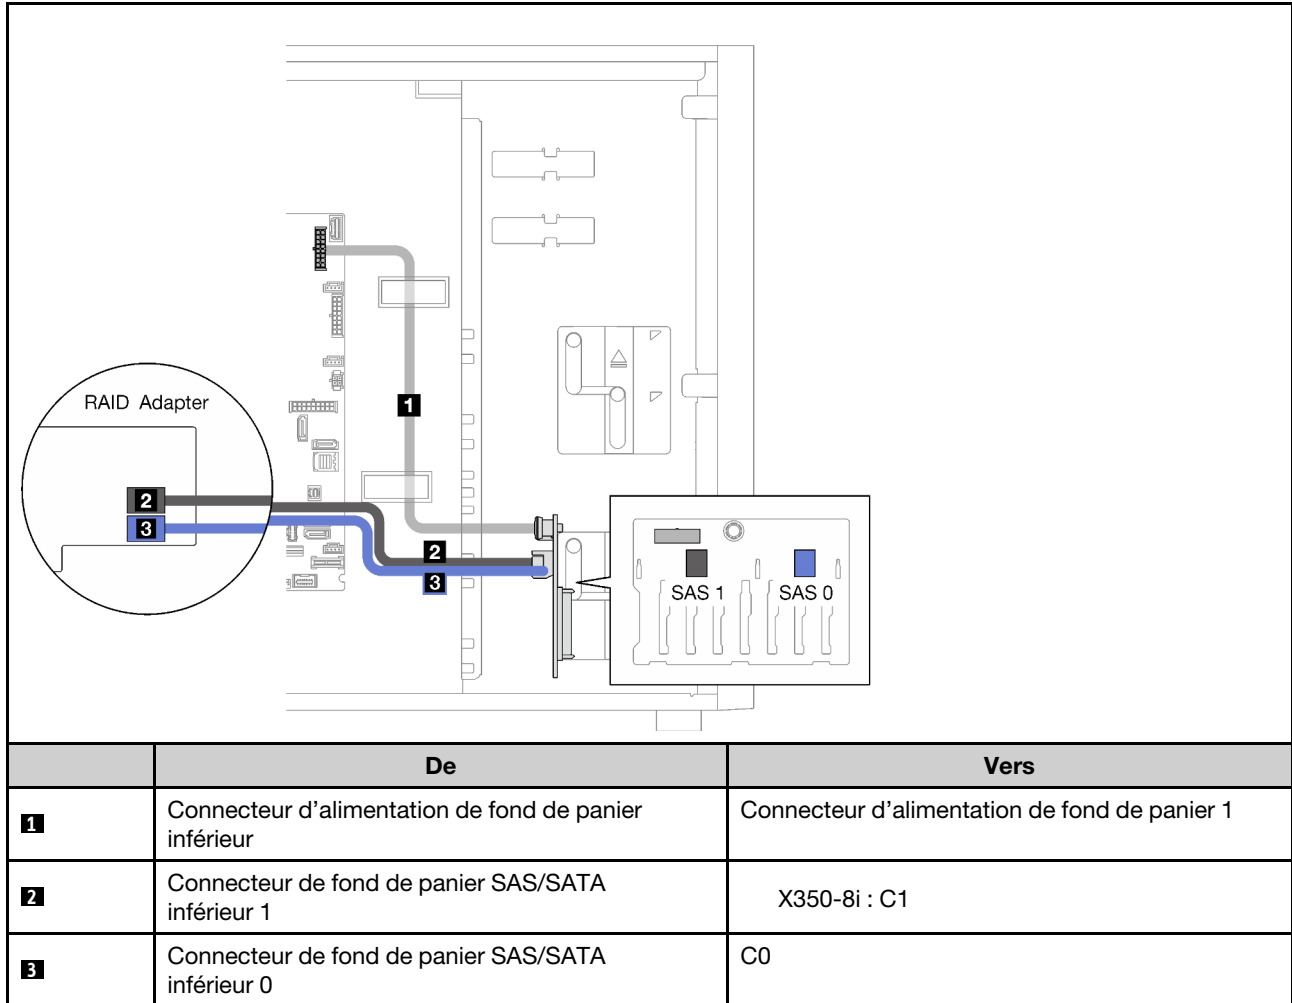 RAID Adapter
1
2
3
2
3
SAS 1
SAS 0
De
Vers
1
Connecteur d’alimentation de fond de panier
inférieur
Connecteur d’alimentation de fond de panier 1
2
Connecteur de fond de panier SAS/SATA
inférieur 1
X350-8i : C1
3
Connecteur de fond de panier SAS/SATA
inférieur 0
C0